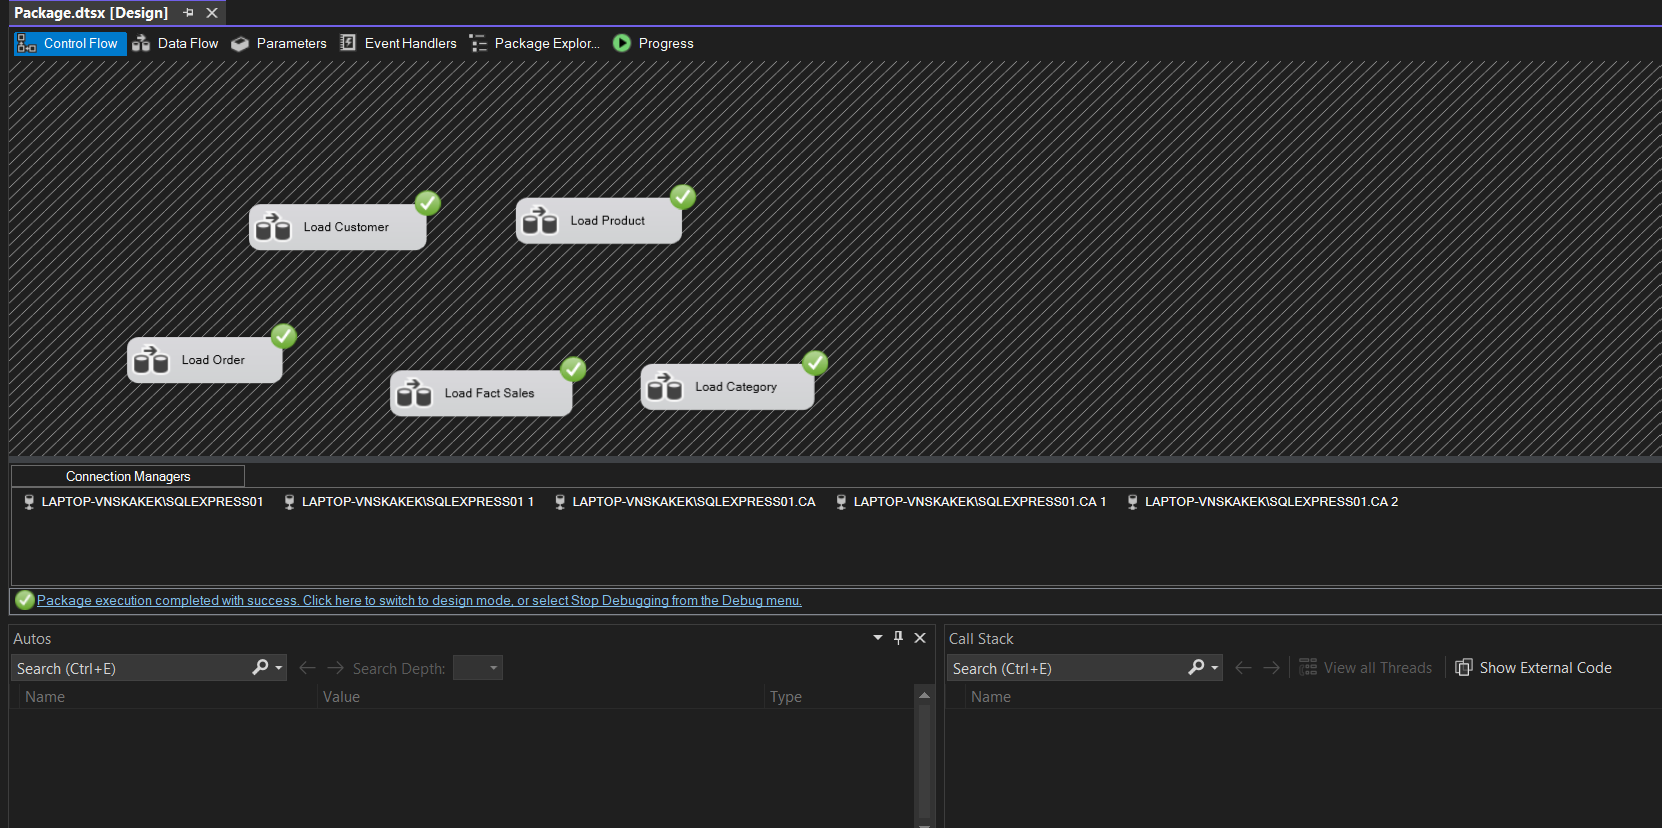 Package.dtsx [Design]
Control Flow Data Flow Parameters Event Handlers Package Explor... Progress
Load Customer
Load Product
Load Order
Load Fact Sales
Load Category
Connection Managers
LAPTOP-VNSKAKEK\SQLEXPRESS01 LAPTOP-VNSKAKEK\SQLEXPRESS01 1 LAPTOP-VNSKAKEK\SQLEXPRESS01.CA LAPTOP-VNSKAKEK\SQLEXPRESS01.CA 1 LAPTOP-VNSKAKEK\SQLEXPRESS01.CA 2
Package execution completed with success. Click here to switch to design mode, or select Stop Debugging from the Debug menu.
Autos
Search (Ctrl+E) Search Depth:
Name Value Type
Call Stack
Search (Ctrl+E) View all Threads Show External Code
Name